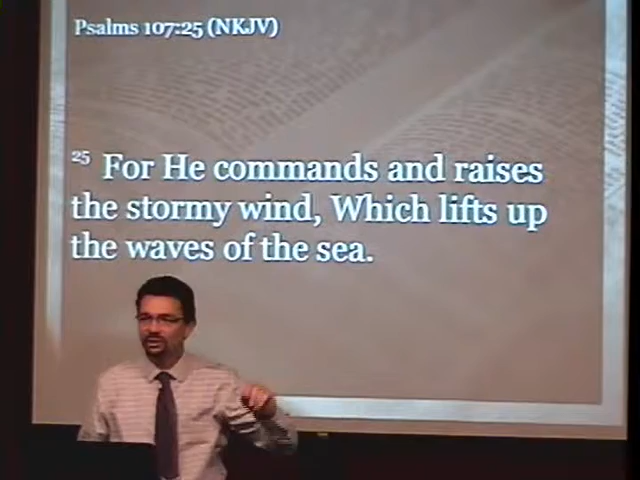 Psalms 107:25 (NKJV)
25 For He commands and raises
the stormy wind, Which lifts up
the waves of the sea.